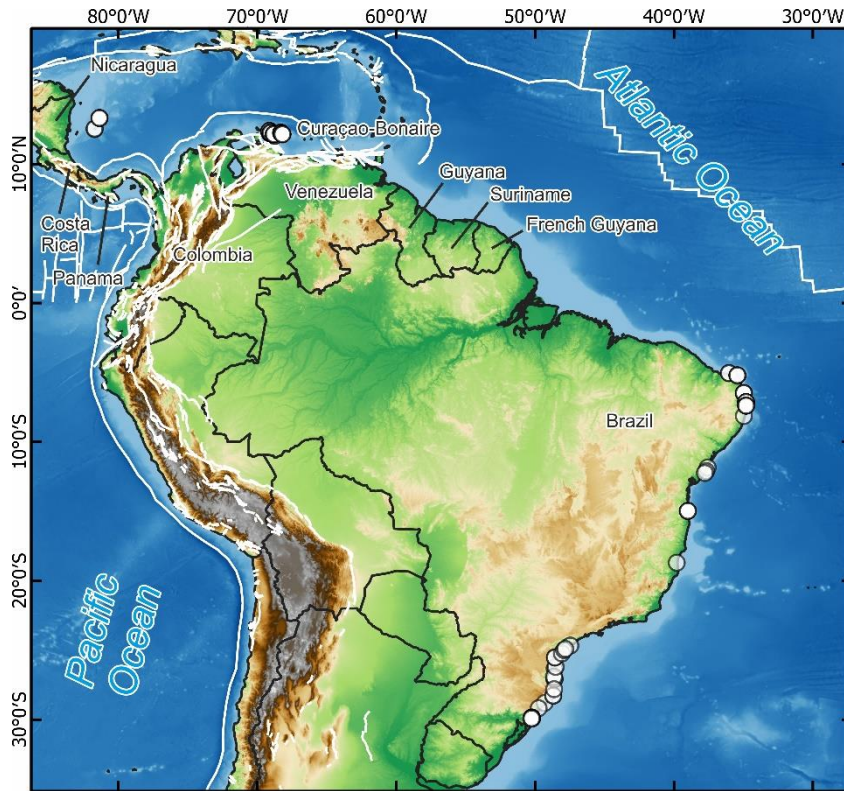 80°0'W 70°0'W 60°0'W 50°0'W 40°0'W 30°0'W
Nicaragua
Atlantic Ocean
Curaçao-Bonaire
10°0'N
Guyana
Venezuela
Suriname
Costa
Rica
French Guyana
Colombia
Panama
0°0'
Brazil
10°0'S
20°0'S
Pacific
Ocean
30°0'S